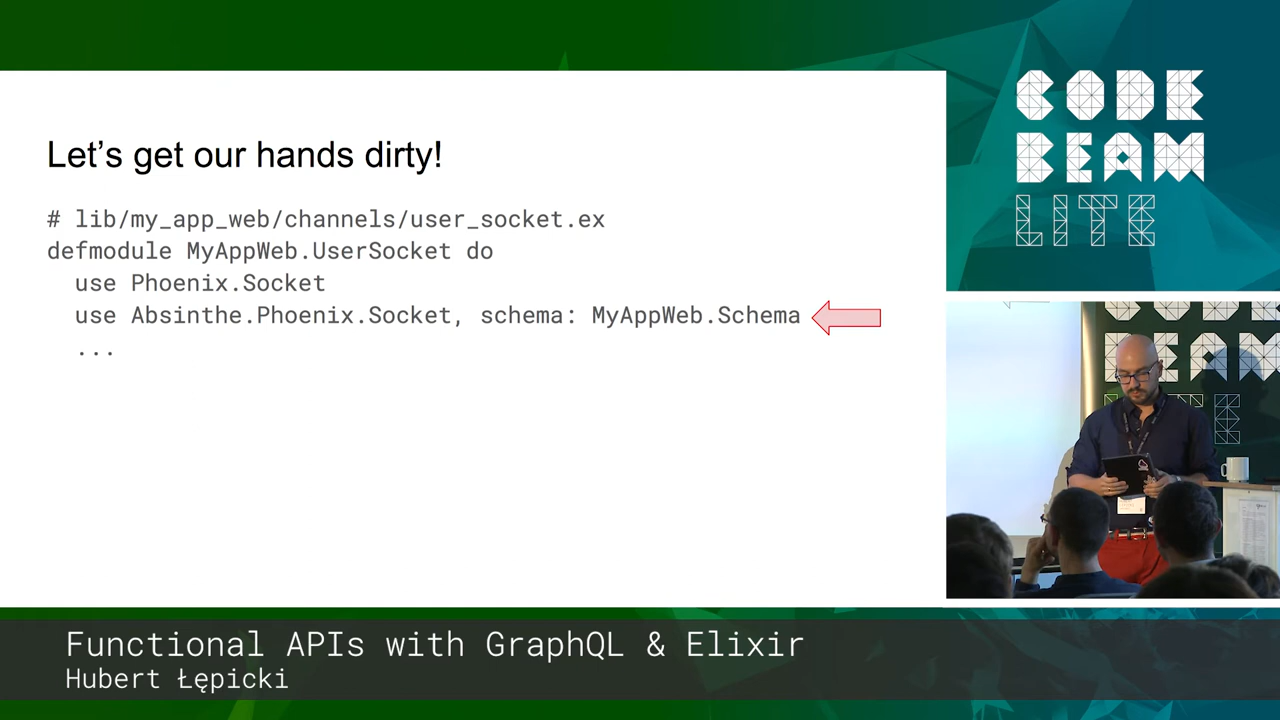 Let's get our hands dirty!
# lib/my_app_web/channels/user_socket.ex
defmodule MyAppWeb.UserSocket do
  use Phoenix.Socket
  use Absinthe.Phoenix.Socket, schema: MyAppWeb.Schema
  ...
CODE
BEAM
LITE
Functional APIs with GraphQL & Elixir
Hubert Łępicki